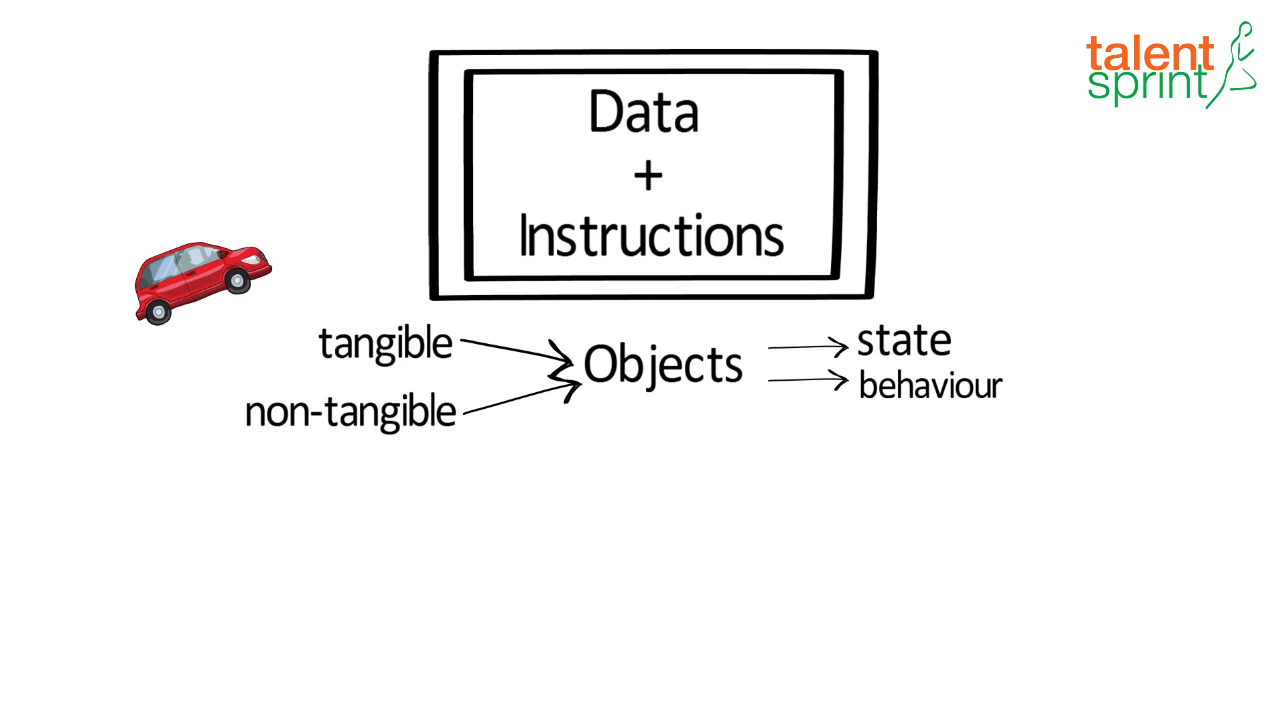 talent
sprint
Data
+
Instructions
tangible
non-tangible
Objects
state
behaviour